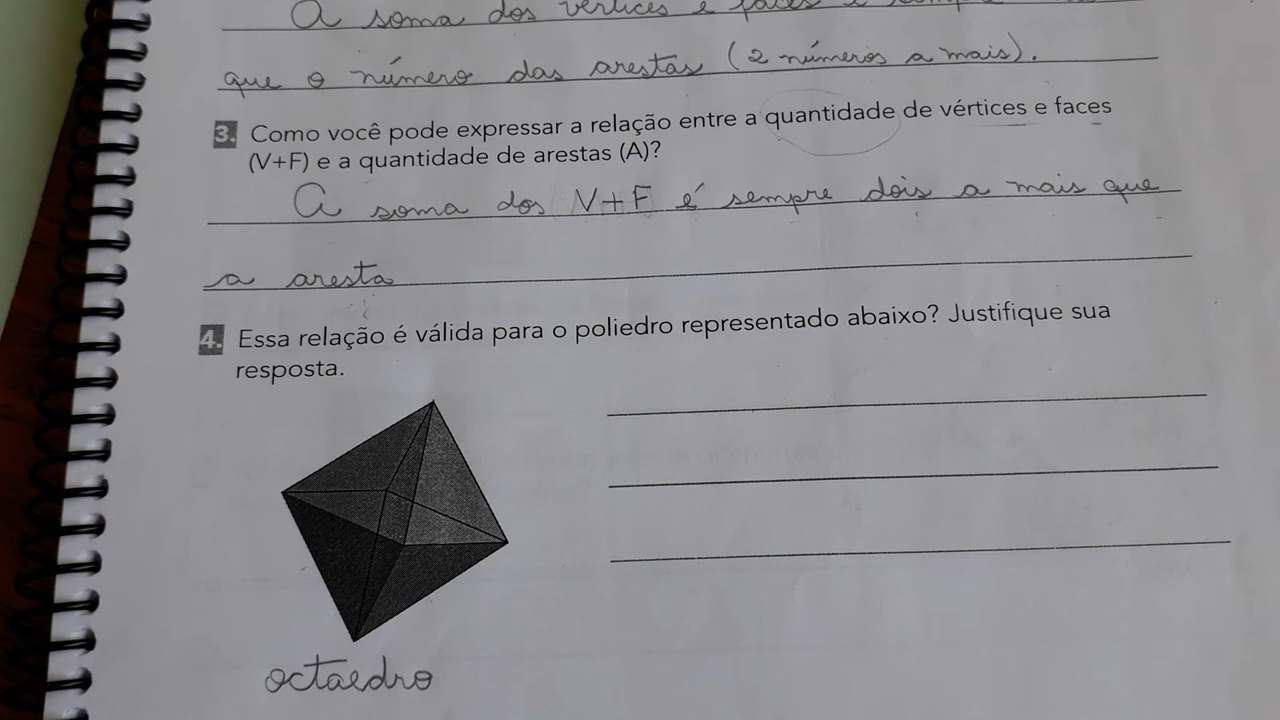 A soma dos vértices e faces é sempre
que o número das arestas (2 números a mais).
3. Como você pode expressar a relação entre a quantidade de vértices e faces
(V+F) e a quantidade de arestas (A)?
A soma dos V+F é sempre dois a mais que
a aresta
4. Essa relação é válida para o poliedro representado abaixo? Justifique sua
resposta.
octaedro